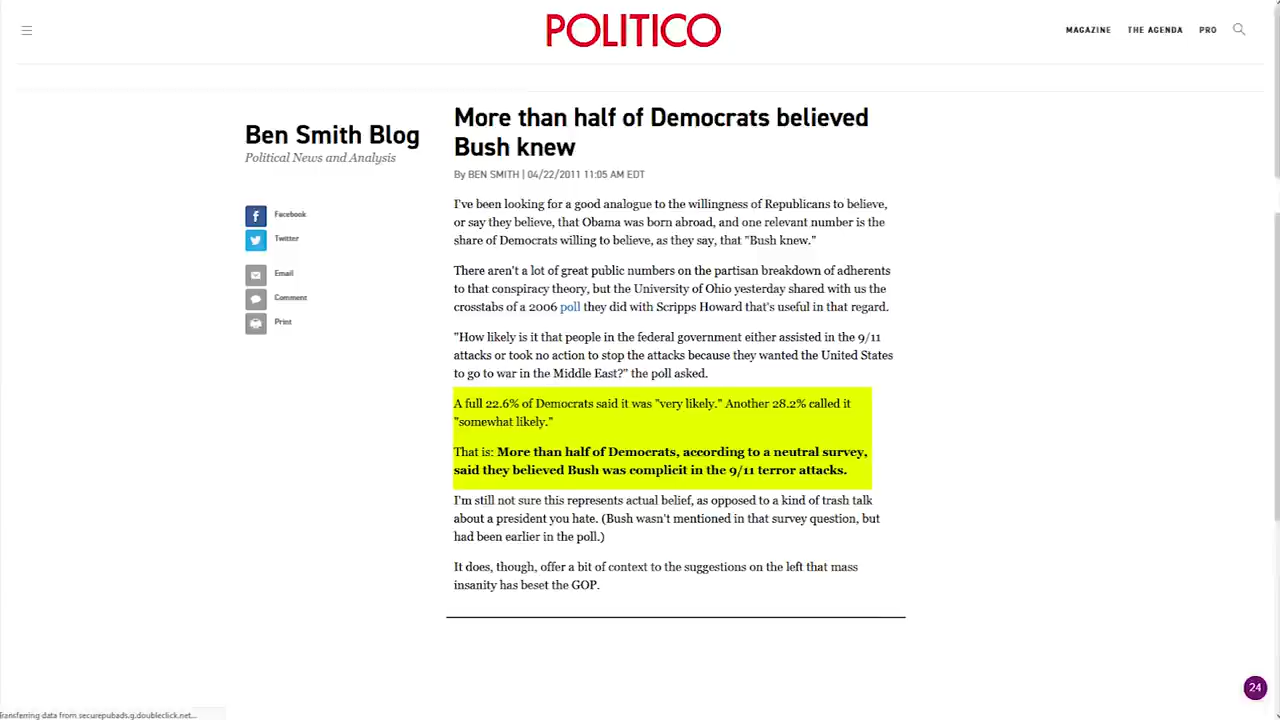 POLITICO
MAGAZINE THE AGENDA PRO
Ben Smith Blog
Political News and Analysis
Facebook
Twitter
Email
Comment
Print
More than half of Democrats believed
Bush knew
By BEN SMITH | 04/22/2011 11:05 AM EDT
I've been looking for a good analogue to the willingness of Republicans to believe,
or say they believe, that Obama was born abroad, and one relevant number is the
share of Democrats willing to believe, as they say, that "Bush knew."
There aren't a lot of great public numbers on the partisan breakdown of adherents
to that conspiracy theory, but the University of Ohio yesterday shared with us the
crosstabs of a 2006 poll they did with Scripps Howard that's useful in that regard.
"How likely is it that people in the federal government either assisted in the 9/11
attacks or took no action to stop the attacks because they wanted the United States
to go to war in the Middle East?" the poll asked.
A full 22.6% of Democrats said it was "very likely." Another 28.2% called it
"somewhat likely."
That is: More than half of Democrats, according to a neutral survey,
said they believed Bush was complicit in the 9/11 terror attacks.
I'm still not sure this represents actual belief, as opposed to a kind of trash talk
about a president you hate. (Bush wasn't mentioned in that survey question, but
had been earlier in the poll.)
It does, though, offer a bit of context to the suggestions on the left that mass
insanity has beset the GOP.
24
Transferring data from securepubads.g.doubleclick.net...